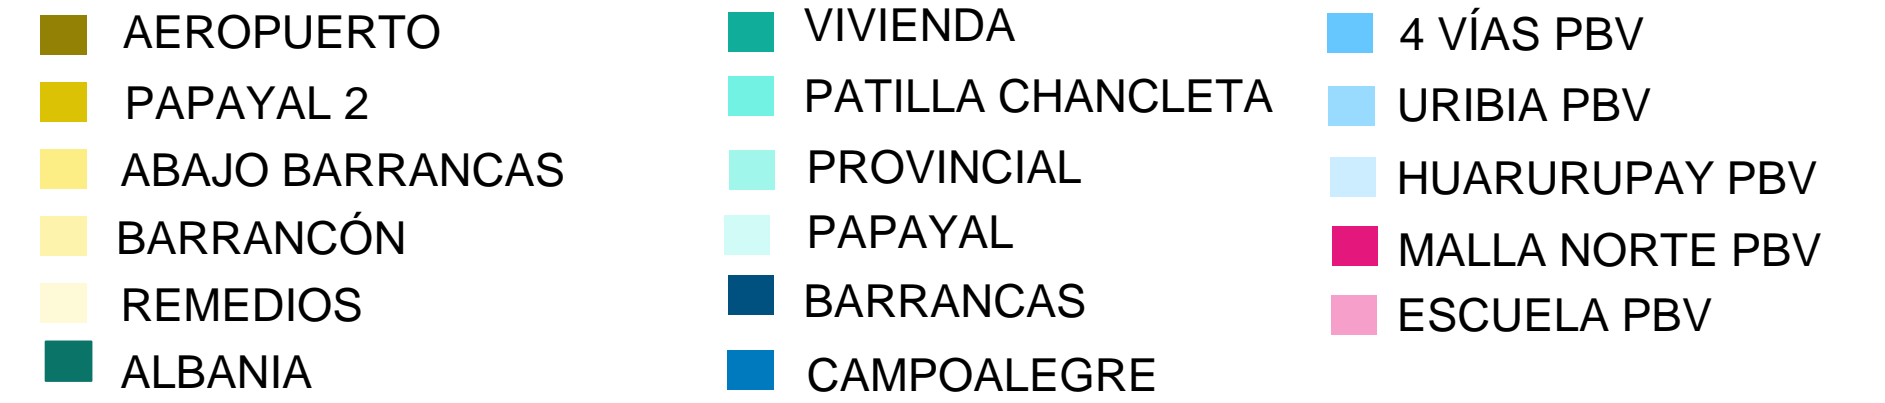 AEROPUERTO
PAPAYAL 2
ABAJO BARRANCAS
BARRANCÓN
REMEDIOS
ALBANIA
VIVIENDA
PATILLA CHANCLETA
PROVINCIAL
PAPAYAL
BARRANCAS
CAMPOALEGRE
4 VÍAS PBV
URIBIA PBV
HUARURUPAY PBV
MALLA NORTE PBV
ESCUELA PBV